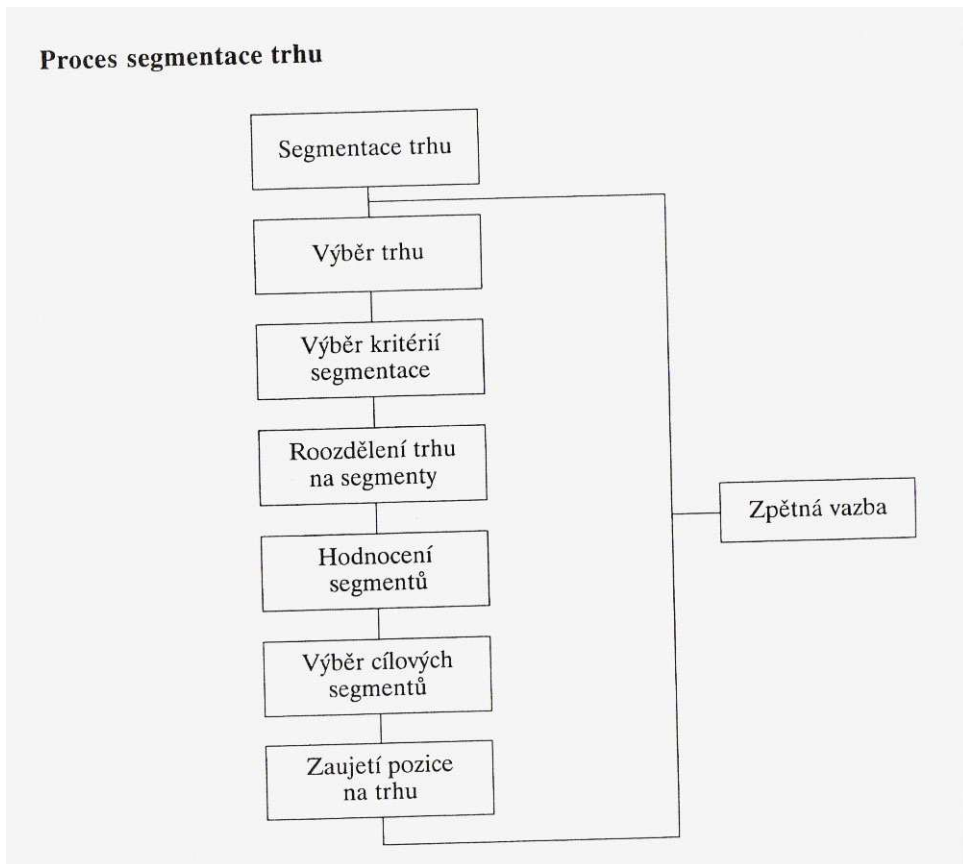 Proces segmentace trhu
Segmentace trhu
Výběr trhu
Výběr kritérií
segmentace
Roozdělení trhu
na segmenty
Zpětná vazba
Hodnocení
segmentů
Výběr cílových
segmentů
Zaujetí pozice
na trhu